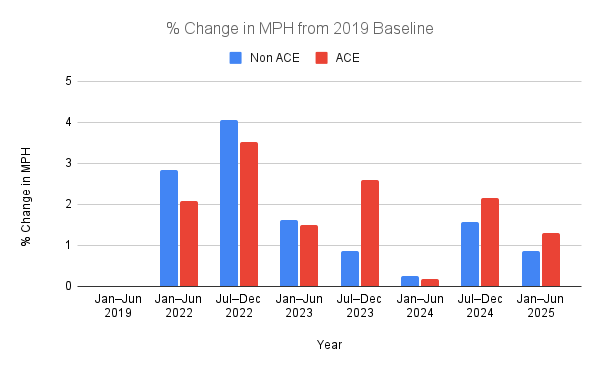 % Change in MPH from 2019 Baseline
Non ACE ACE
5
4
3
2
1
0
% Change in MPH
Jan–Jun 2019
Jan–Jun 2022
Jul–Dec 2022
Jan–Jun 2023
Jul–Dec 2023
Jan–Jun 2024
Jul–Dec 2024
Jan–Jun 2025
Year